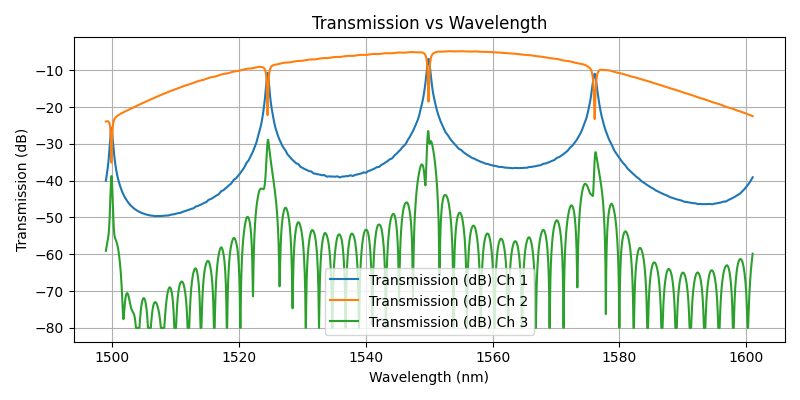 Transmission vs Wavelength
Transmission (dB)
−10
−20
−30
−40
−50
−60
−70
−80
Transmission (dB) Ch 1
Transmission (dB) Ch 2
Transmission (dB) Ch 3
1500
1520
1540
1560
1580
1600
Wavelength (nm)